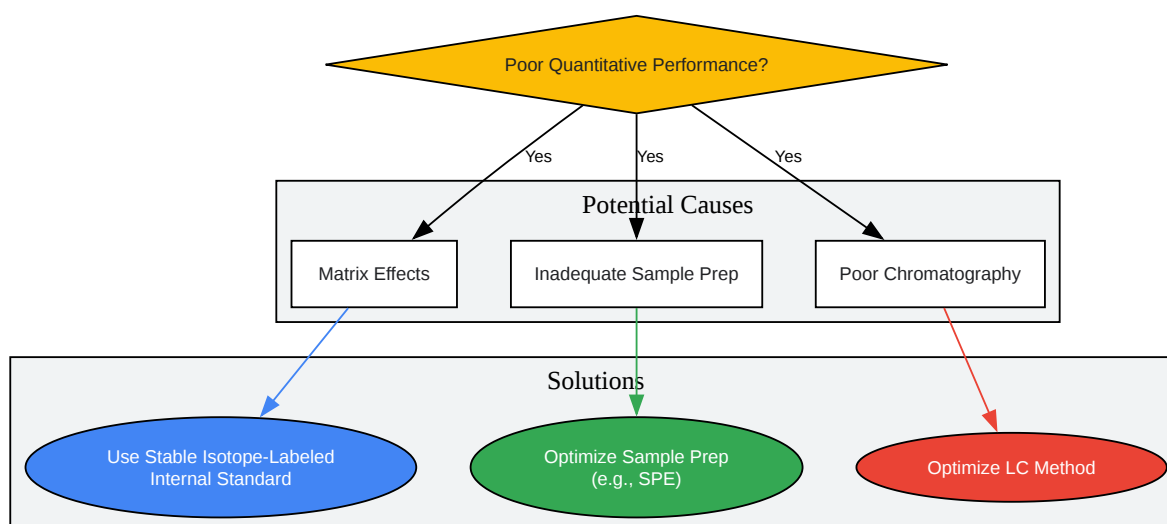 Poor Quantitative Performance?
Yes
Yes
Yes
Potential Causes
Matrix Effects
Inadequate Sample Prep
Poor Chromatography
Solutions
Use Stable Isotope-Labeled
Internal Standard
Optimize Sample Prep
(e.g., SPE)
Optimize LC Method